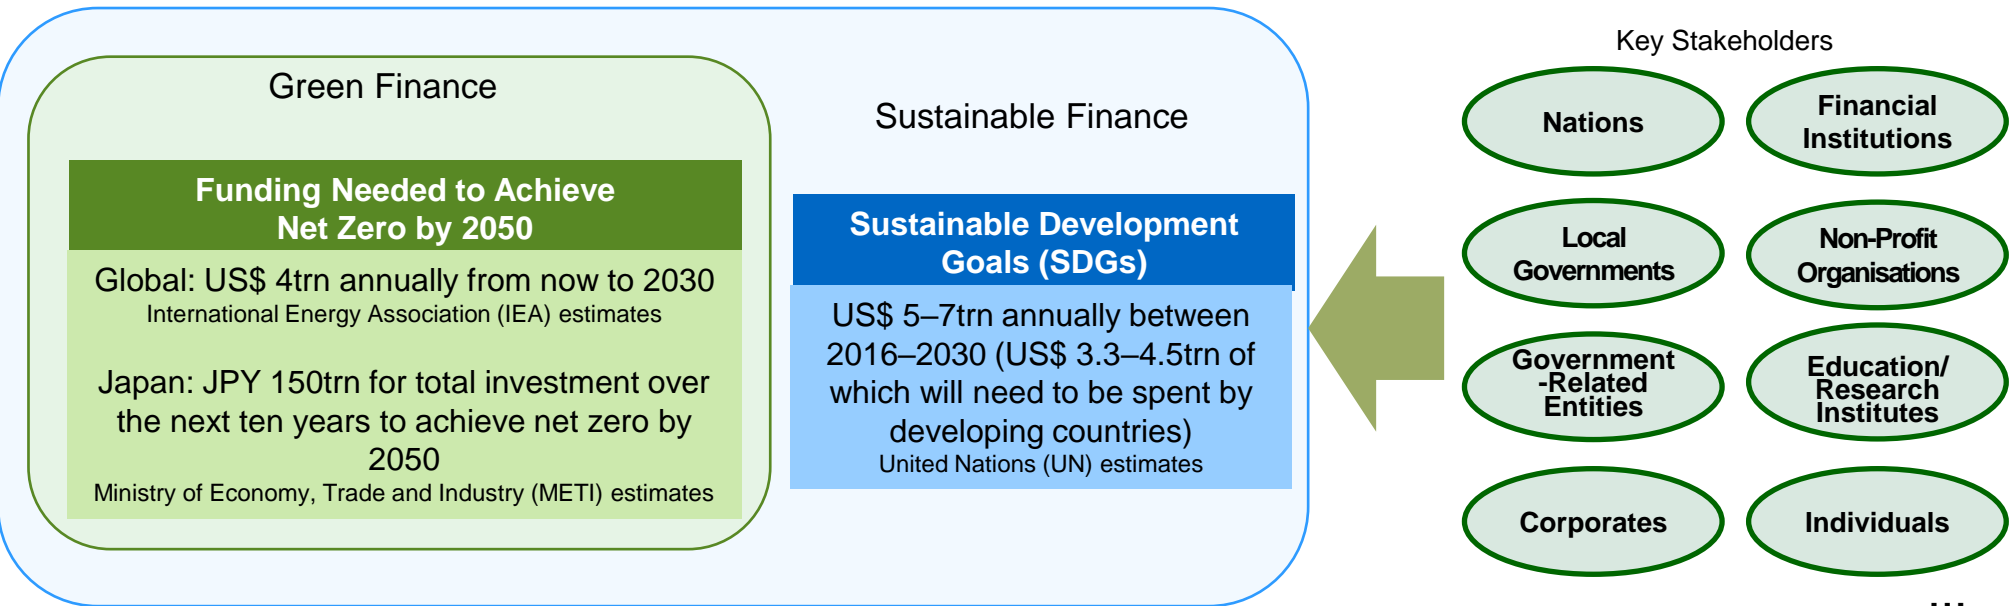 Green Finance
Funding Needed to Achieve
Net Zero by 2050
Global: US$ 4trn annually from now to 2030
International Energy Association (IEA) estimates
Japan: JPY 150trn for total investment over
the next ten years to achieve net zero by
2050
Ministry of Economy, Trade and Industry (METI) estimates
Sustainable Finance
Sustainable Development
Goals (SDGs)
US$ 5–7trn annually between
2016–2030 (US$ 3.3–4.5trn of
which will need to be spent by
developing countries)
United Nations (UN) estimates
Key Stakeholders
Nations
Financial
Institutions
Local
Governments
Non-Profit
Organisations
Government
-Related
Entities
Education/
Research
Institutes
Corporates
Individuals
...